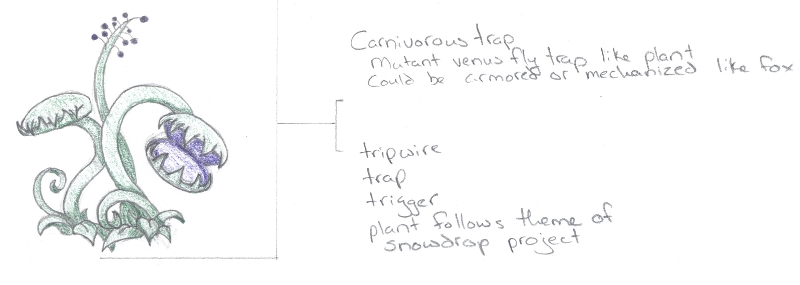 Carnivorous trap
Mutant venus fly trap like plant
Could be armored or mechanized like fox
tripwire
trap
trigger
plant follows theme of
snowdrop project